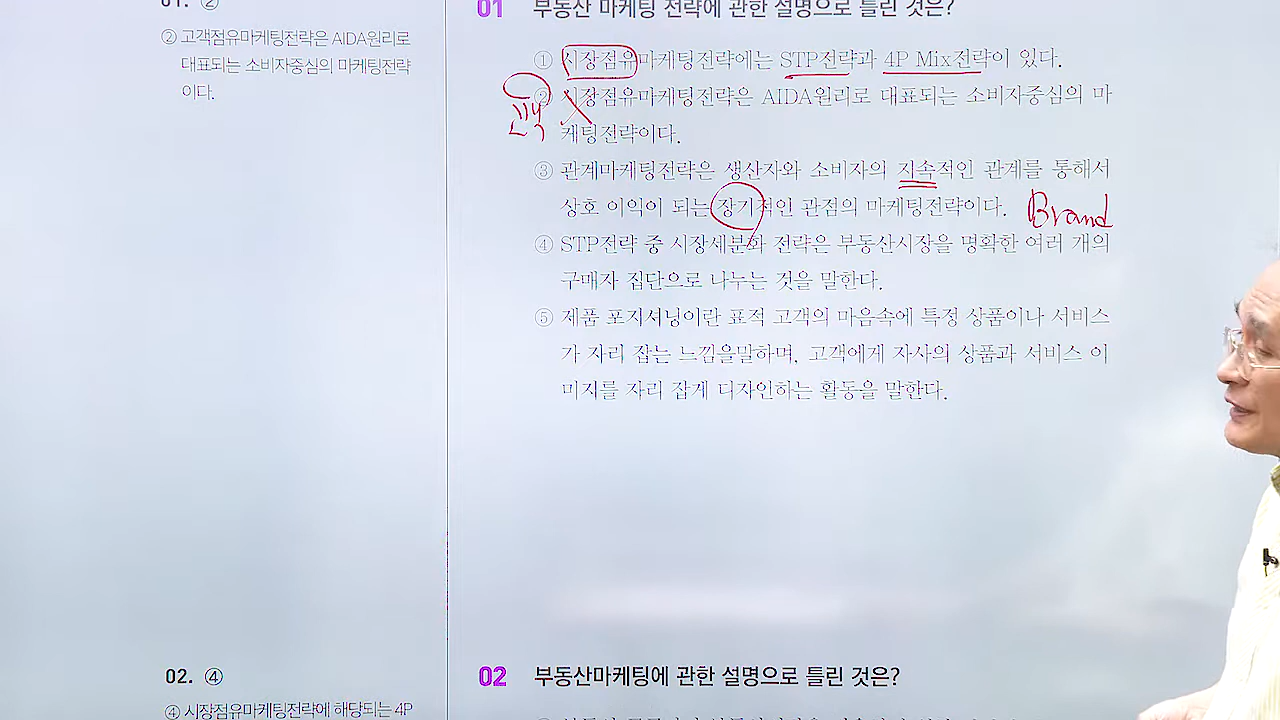 01. ②
② 고객점유마케팅전략은 AIDA원리로
대표되는 소비자중심의 마케팅전략
이다.
01 부동산 마케팅 전략에 관한 설명으로 틀린 것은?
① 시장점유마케팅전략에는 STP전략과 4P Mix전략이 있다.
② 시장점유마케팅전략은 AIDA원리로 대표되는 소비자중심의 마
고객
케팅전략이다.
③ 관계마케팅전략은 생산자와 소비자의 지속적인 관계를 통해서
상호 이익이 되는 장기적인 관점의 마케팅전략이다. Brand
④ STP전략 중 시장세분화 전략은 부동산시장을 명확한 여러 개의
구매자 집단으로 나누는 것을 말한다.
⑤ 제품 포지셔닝이란 표적 고객의 마음속에 특정 상품이나 서비스
가 자리 잡는 느낌을말하며, 고객에게 자사의 상품과 서비스 이
미지를 자리 잡게 디자인하는 활동을 말한다.
02. ④
④ 시장점유마케팅전략에 해당되는 4P
02 부동산마케팅에 관한 설명으로 틀린 것은?